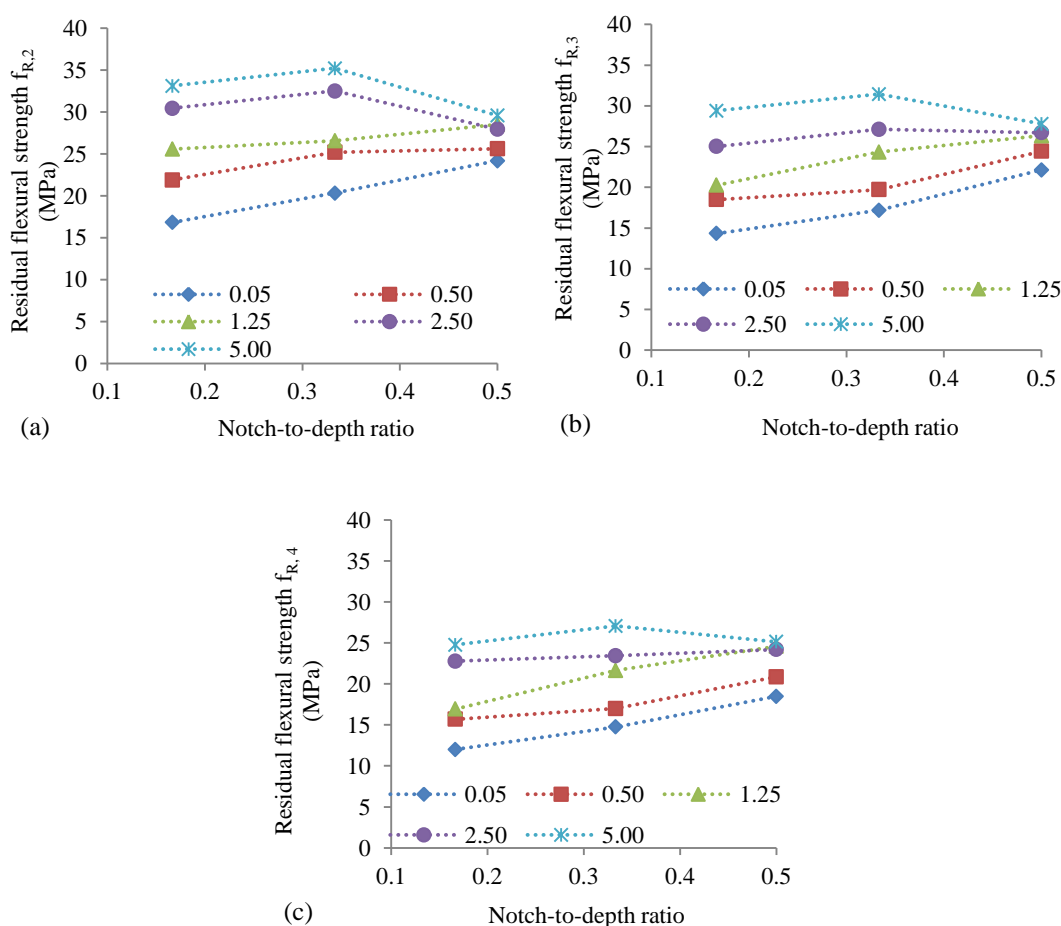 Residual flexural strength f_R,2
(MPa)
40
35
30
25
20
15
10
5
0
0.1 0.2 0.3 0.4 0.5
0.05 0.50
1.25 2.50
5.00
Notch-to-depth ratio
(a)
Residual flexural strength f_R,3
(MPa)
40
35
30
25
20
15
10
5
0
0.1 0.2 0.3 0.4 0.5
0.05 0.50 1.25
2.50 5.00
Notch-to-depth ratio
(b)
Residual flexural strength f_R, 4
(MPa)
40
35
30
25
20
15
10
5
0
0.1 0.2 0.3 0.4 0.5
0.05 0.50 1.25
2.50 5.00
Notch-to-depth ratio
(c)